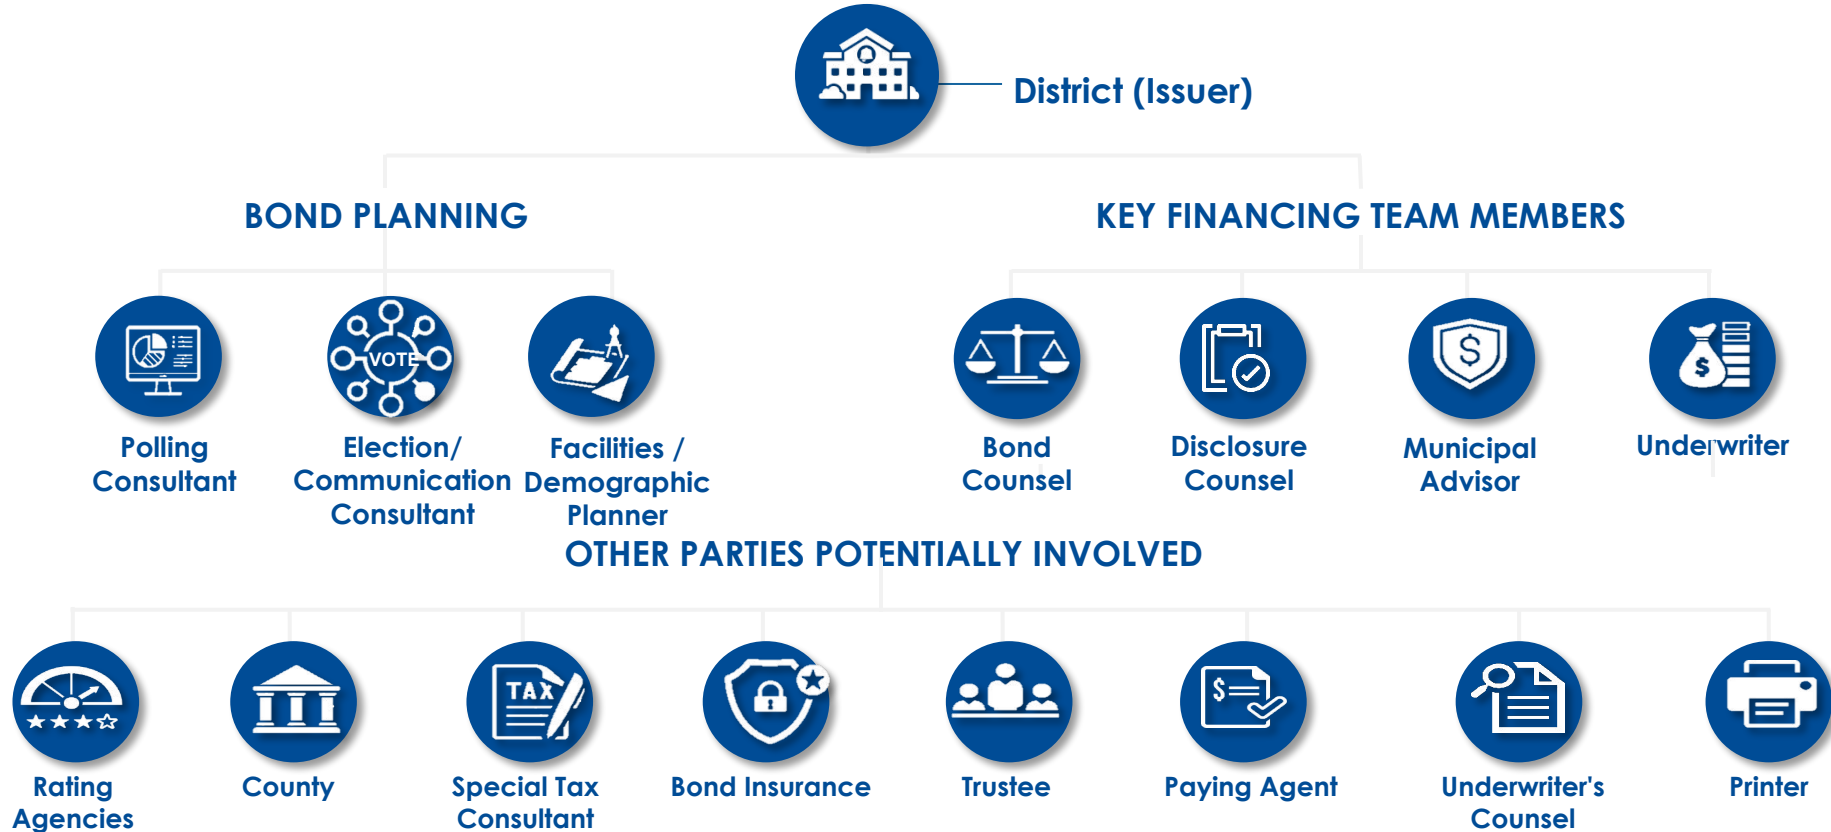 District (Issuer)
BOND PLANNING
KEY FINANCING TEAM MEMBERS
VOTE
$
$
Polling
Consultant
Election/
Communication
Consultant
Facilities /
Demographic
Planner
Bond
Counsel
Disclosure
Counsel
Municipal
Advisor
Underwriter
OTHER PARTIES POTENTIALLY INVOLVED
TAX
$
Rating
Agencies
County
Special Tax
Consultant
Bond Insurance
Trustee
Paying Agent
Underwriter's
Counsel
Printer